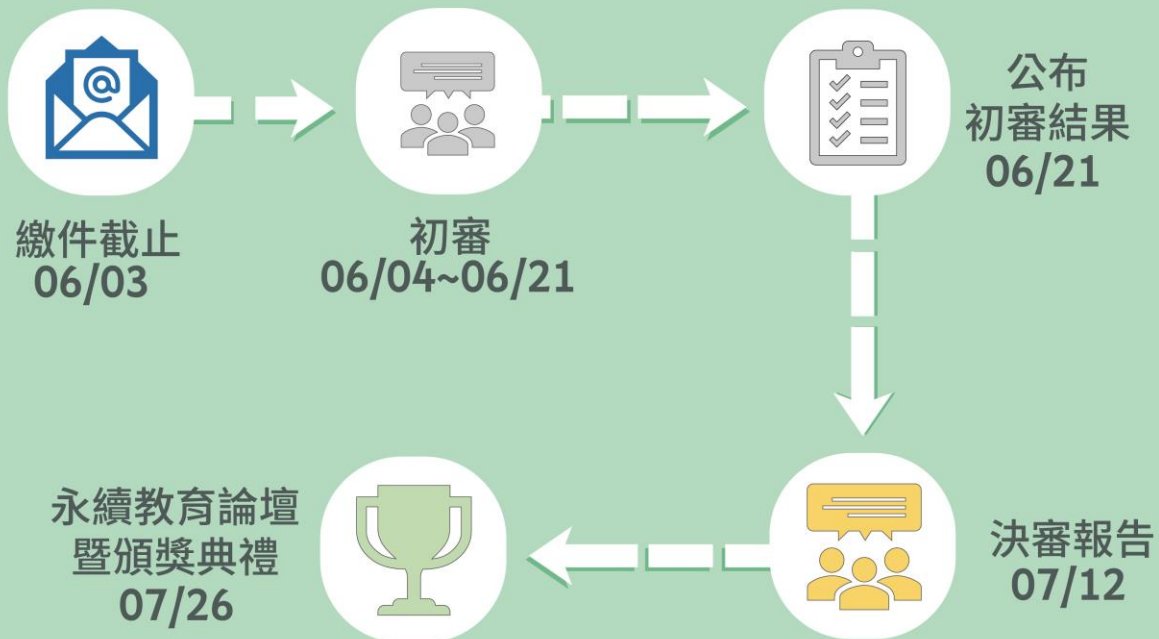 繳件截止
06/03
初審
06/04~06/21
公布
初審結果
06/21
決審報告
07/12
永續教育論壇
暨頒獎典禮
07/26